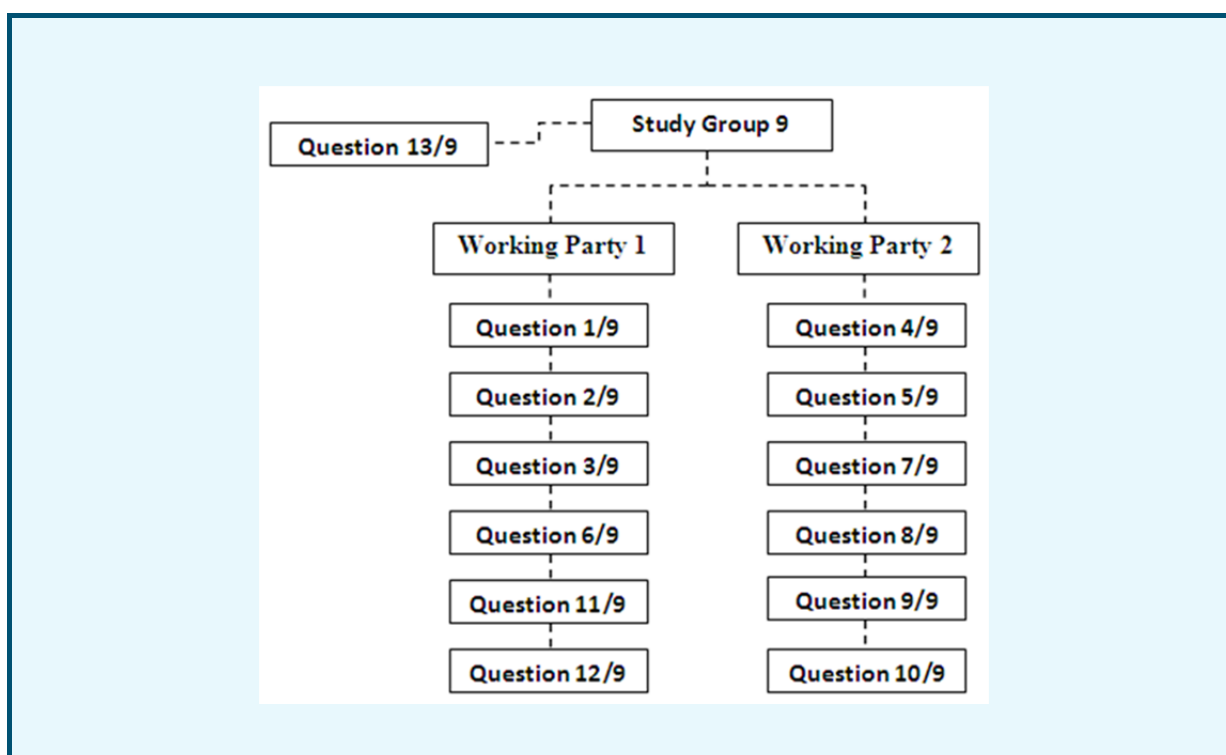 Study Group 9
Question 13/9
Working Party 1
Working Party 2
Question 1/9
Question 4/9
Question 2/9
Question 5/9
Question 3/9
Question 7/9
Question 6/9
Question 8/9
Question 11/9
Question 9/9
Question 12/9
Question 10/9